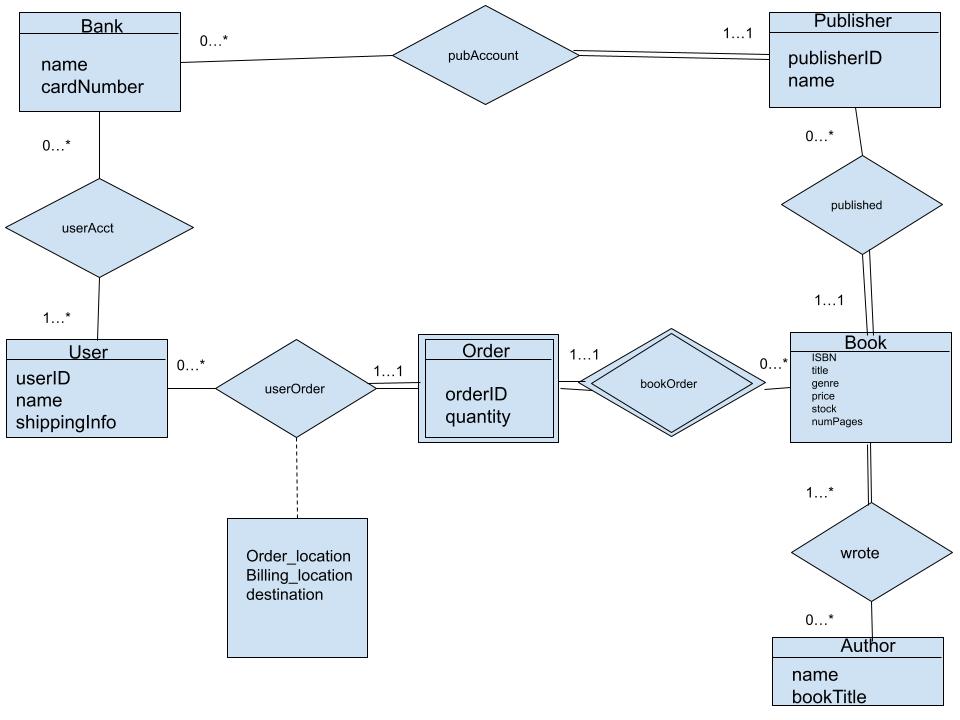 Bank
name
cardNumber
0...*
pubAccount
1...1
Publisher
publisherID
name
0...*
userAcct
1...*
0...*
published
1...1
User
userID
name
shippingInfo
0...*
userOrder
1...1
Order
orderID
quantity
1...1
bookOrder
0...*
Book
ISBN
title
genre
price
stock
numPages
Order_location
Billing_location
destination
1...*
wrote
0...*
Author
name
bookTitle